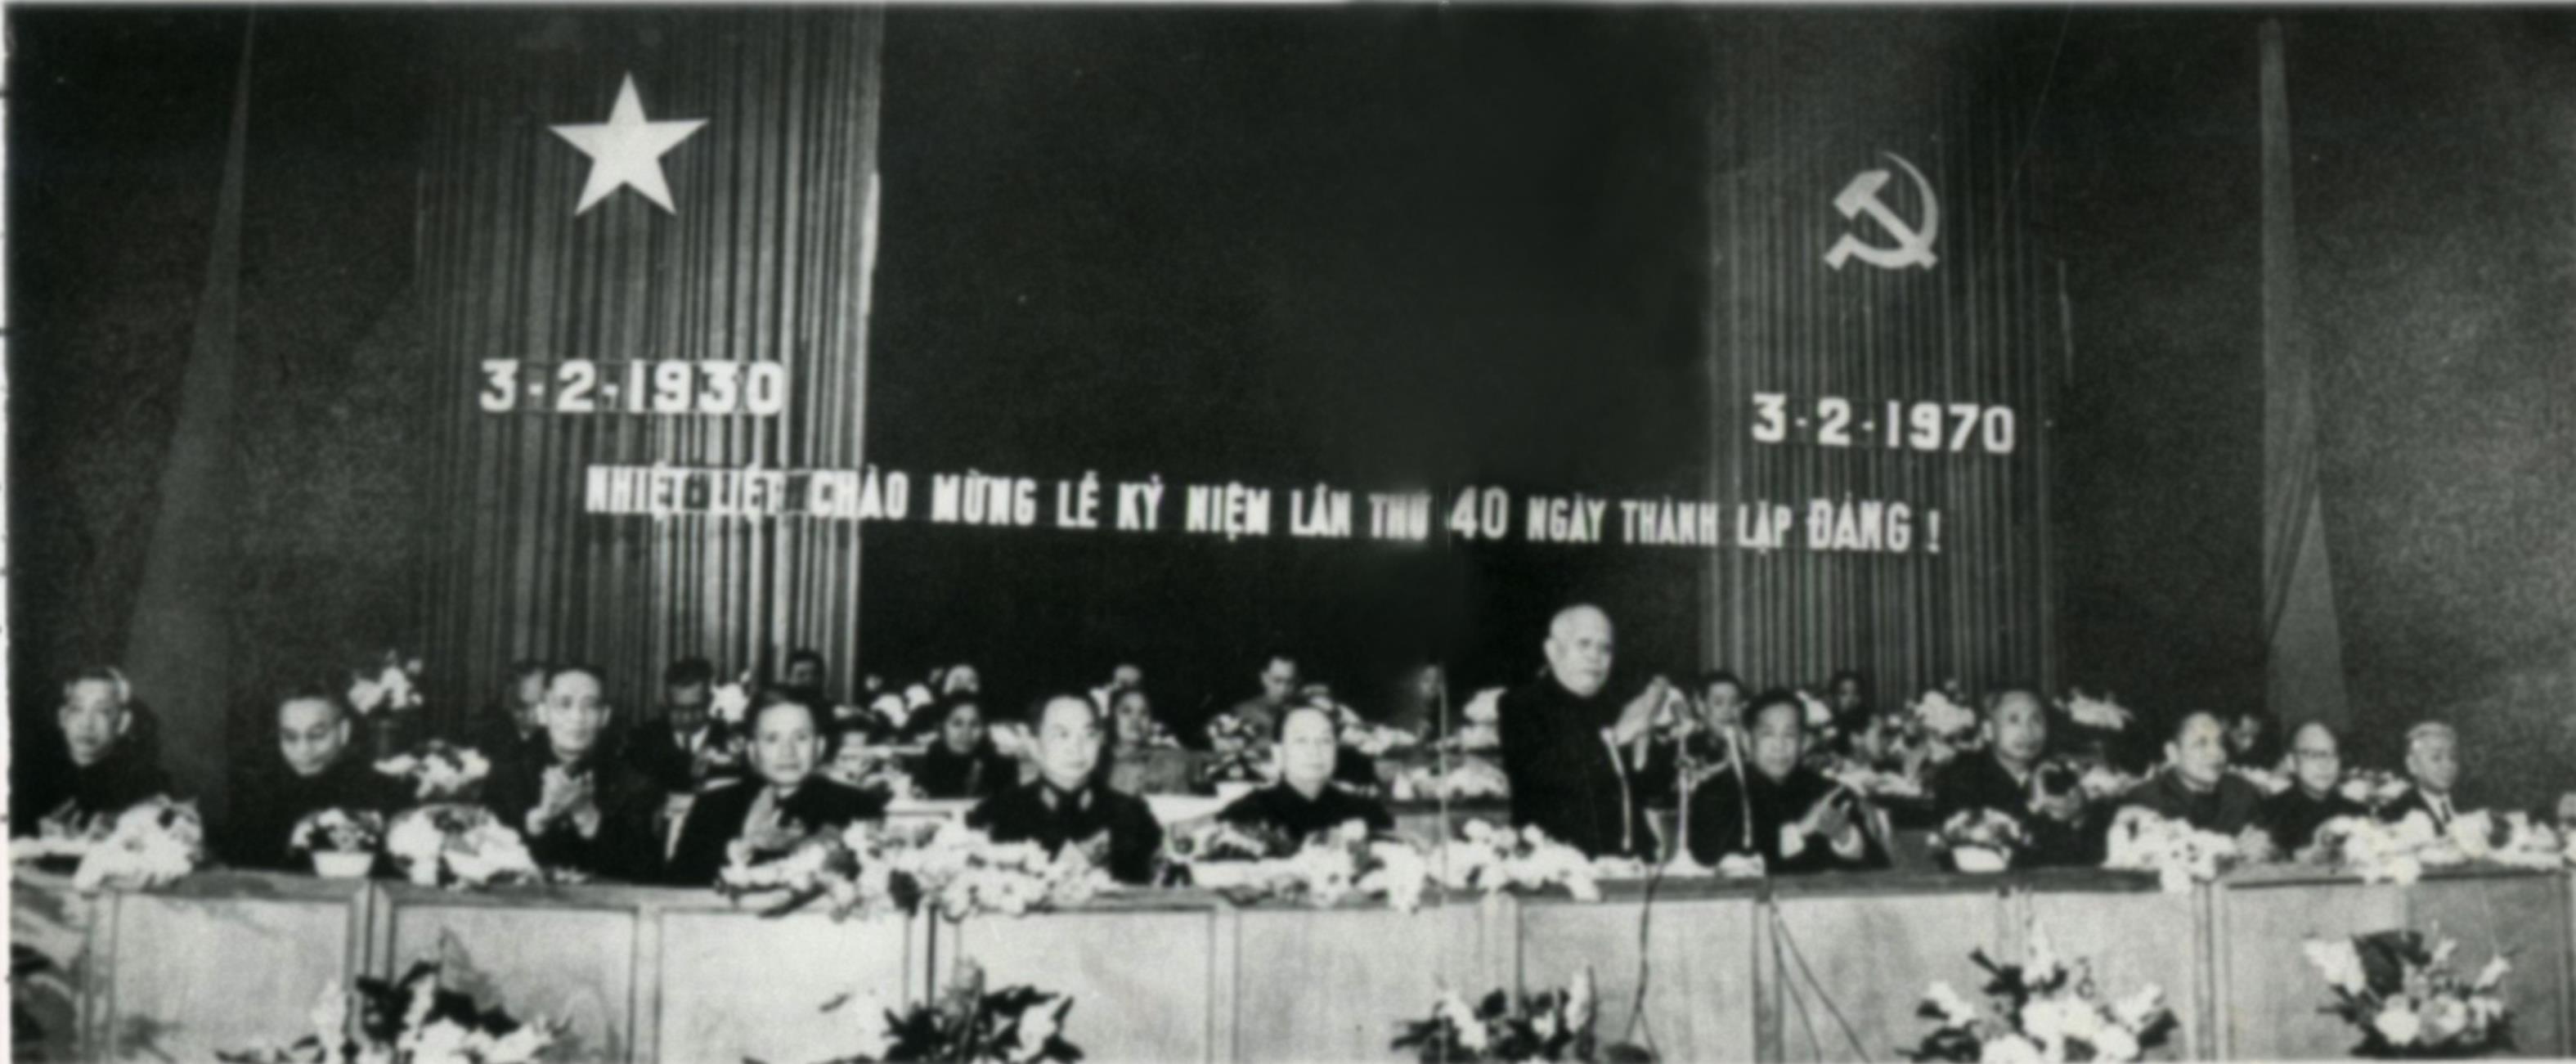 3-2-1930
3-2-1970
NHIỆT LIỆT CHÀO MỪNG LỄ KỶ NIỆM LẦN THỨ 40 NGÀY THÀNH LẬP ĐẢNG !